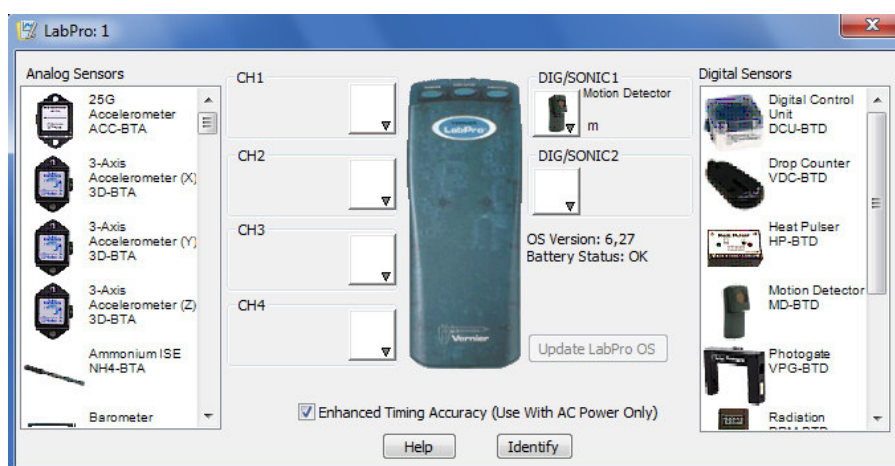 LabPro: 1
Analog Sensors
25G
Accelerometer
ACC-BTA
3-Axis
Accelerometer (X)
3D-BTA
3-Axis
Accelerometer (Y)
3D-BTA
3-Axis
Accelerometer (Z)
3D-BTA
Ammonium ISE
NH4-BTA
Barometer
CH1
CH2
CH3
CH4
LabPro
Vernier
DIG/SONIC1
Motion Detector
m
DIG/SONIC2
OS Version: 6,27
Battery Status: OK
Update LabPro OS
Digital Sensors
Digital Control
Unit
DCU-BTD
Drop Counter
VDC-BTD
Heat Pulser
HP-BTD
Motion Detector
MD-BTD
Photogate
VPG-BTD
Radiation
Enhanced Timing Accuracy (Use With AC Power Only)
Help
Identify